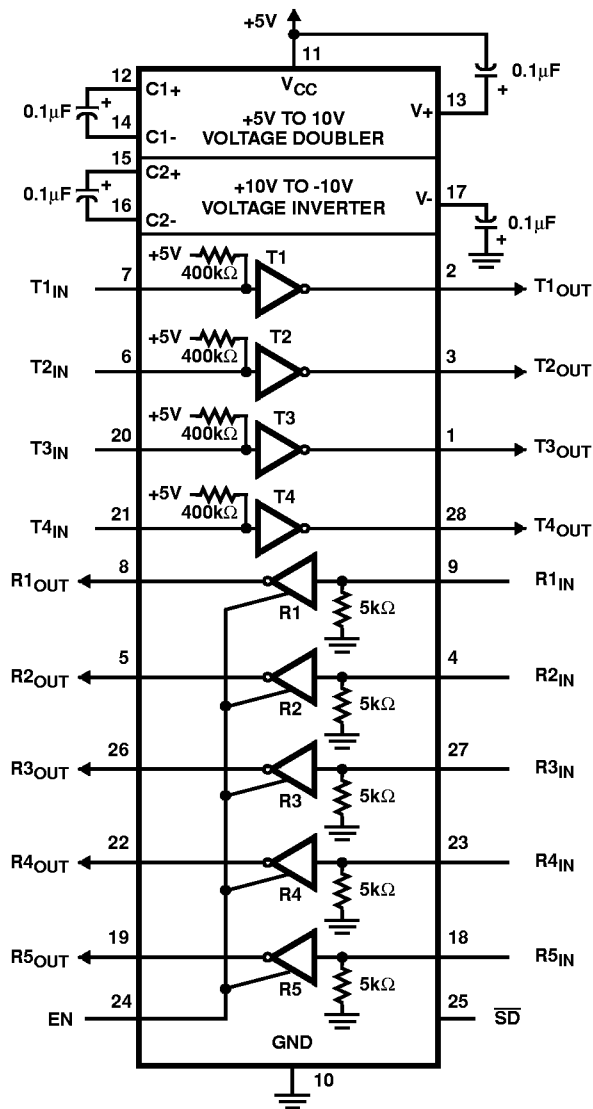 +5V
11
12
C1+
VCC
0.1μF
0.1μF
+
+
13
V+
14
C1-
+5V TO 10V
VOLTAGE DOUBLER
15
C2+
0.1μF
+
+10V TO -10V
VOLTAGE INVERTER
17
V-
16
C2-
0.1μF
+
+5V
400kΩ
T1
T1IN
7
2
T1OUT
+5V
400kΩ
T2
T2IN
6
3
T2OUT
+5V
400kΩ
T3
T3IN
20
1
T3OUT
+5V
400kΩ
T4
T4IN
21
28
T4OUT
R1OUT
8
9
R1IN
R1
5kΩ
R2OUT
5
4
R2IN
R2
5kΩ
R3OUT
26
27
R3IN
R3
5kΩ
R4OUT
22
23
R4IN
R4
5kΩ
R5OUT
19
18
R5IN
R5
5kΩ
EN
24
25
SD
GND
10